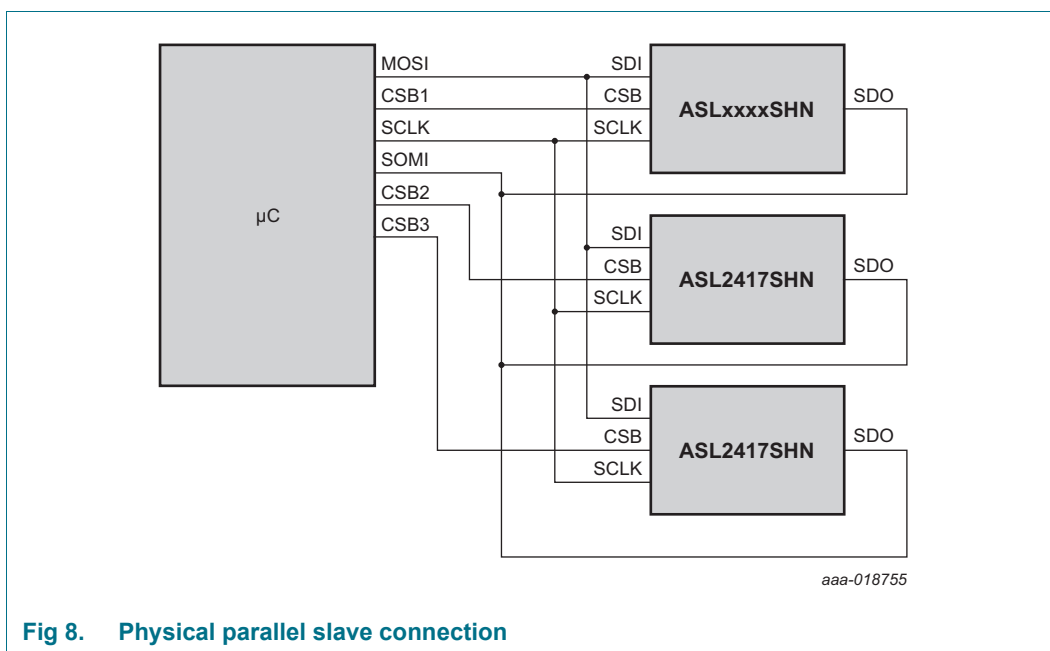 MOSI
CSB1
SCLK
SOMI
CSB2
CSB3
µC
SDI
CSB
SCLK
ASLxxxxSHN
SDO
SDI
CSB
SCLK
ASL2417SHN
SDO
SDI
CSB
SCLK
ASL2417SHN
SDO
aaa-018755
Fig 8. Physical parallel slave connection